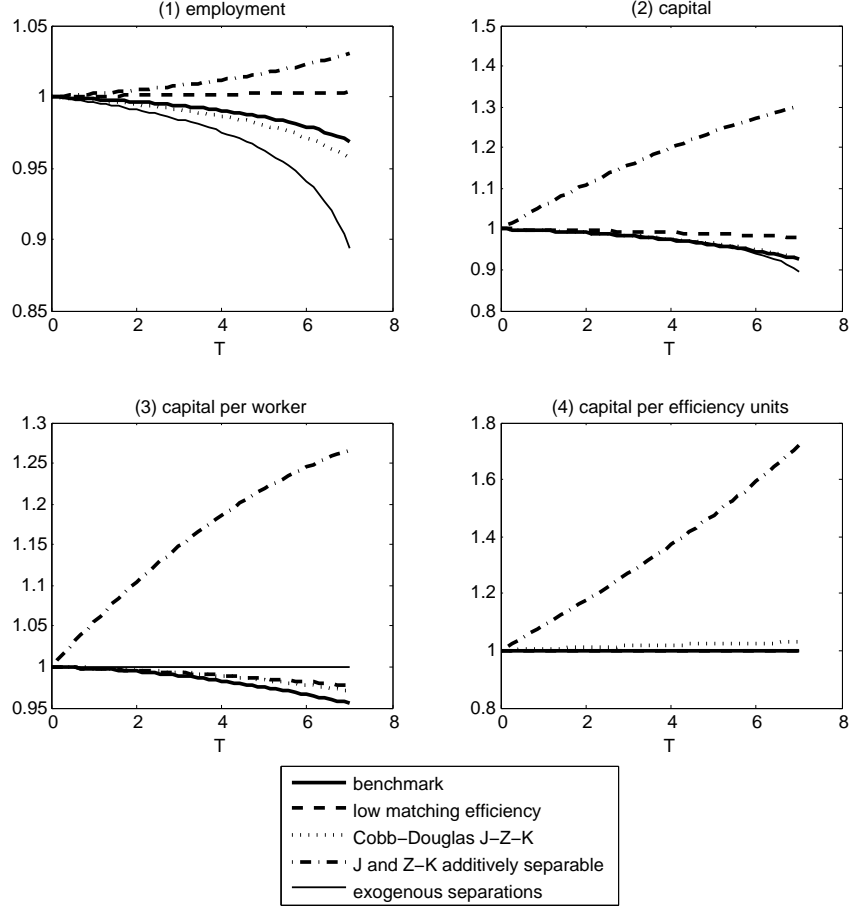 (1) employment
1.05
1
0.95
0.9
0.85
0 2 4 6 8
T
(2) capital
1.5
1.4
1.3
1.2
1.1
1
0.9
0.8
0 2 4 6 8
T
(3) capital per worker
1.3
1.25
1.2
1.15
1.1
1.05
1
0.95
0 2 4 6 8
T
(4) capital per efficiency units
1.8
1.6
1.4
1.2
1
0.8
0 2 4 6 8
T
benchmark
low matching efficiency
Cobb−Douglas J−Z−K
J and Z−K additively separable
exogenous separations